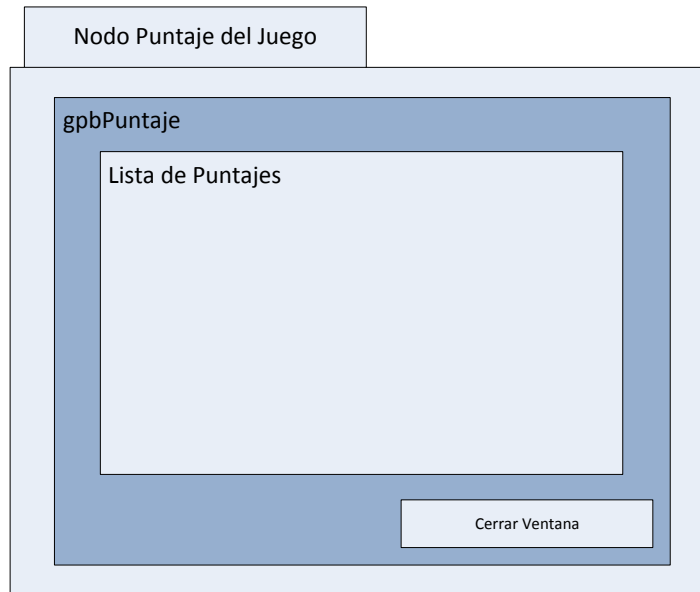 Nodo Puntaje del Juego
gpbPuntaje
Lista de Puntajes
Cerrar Ventana